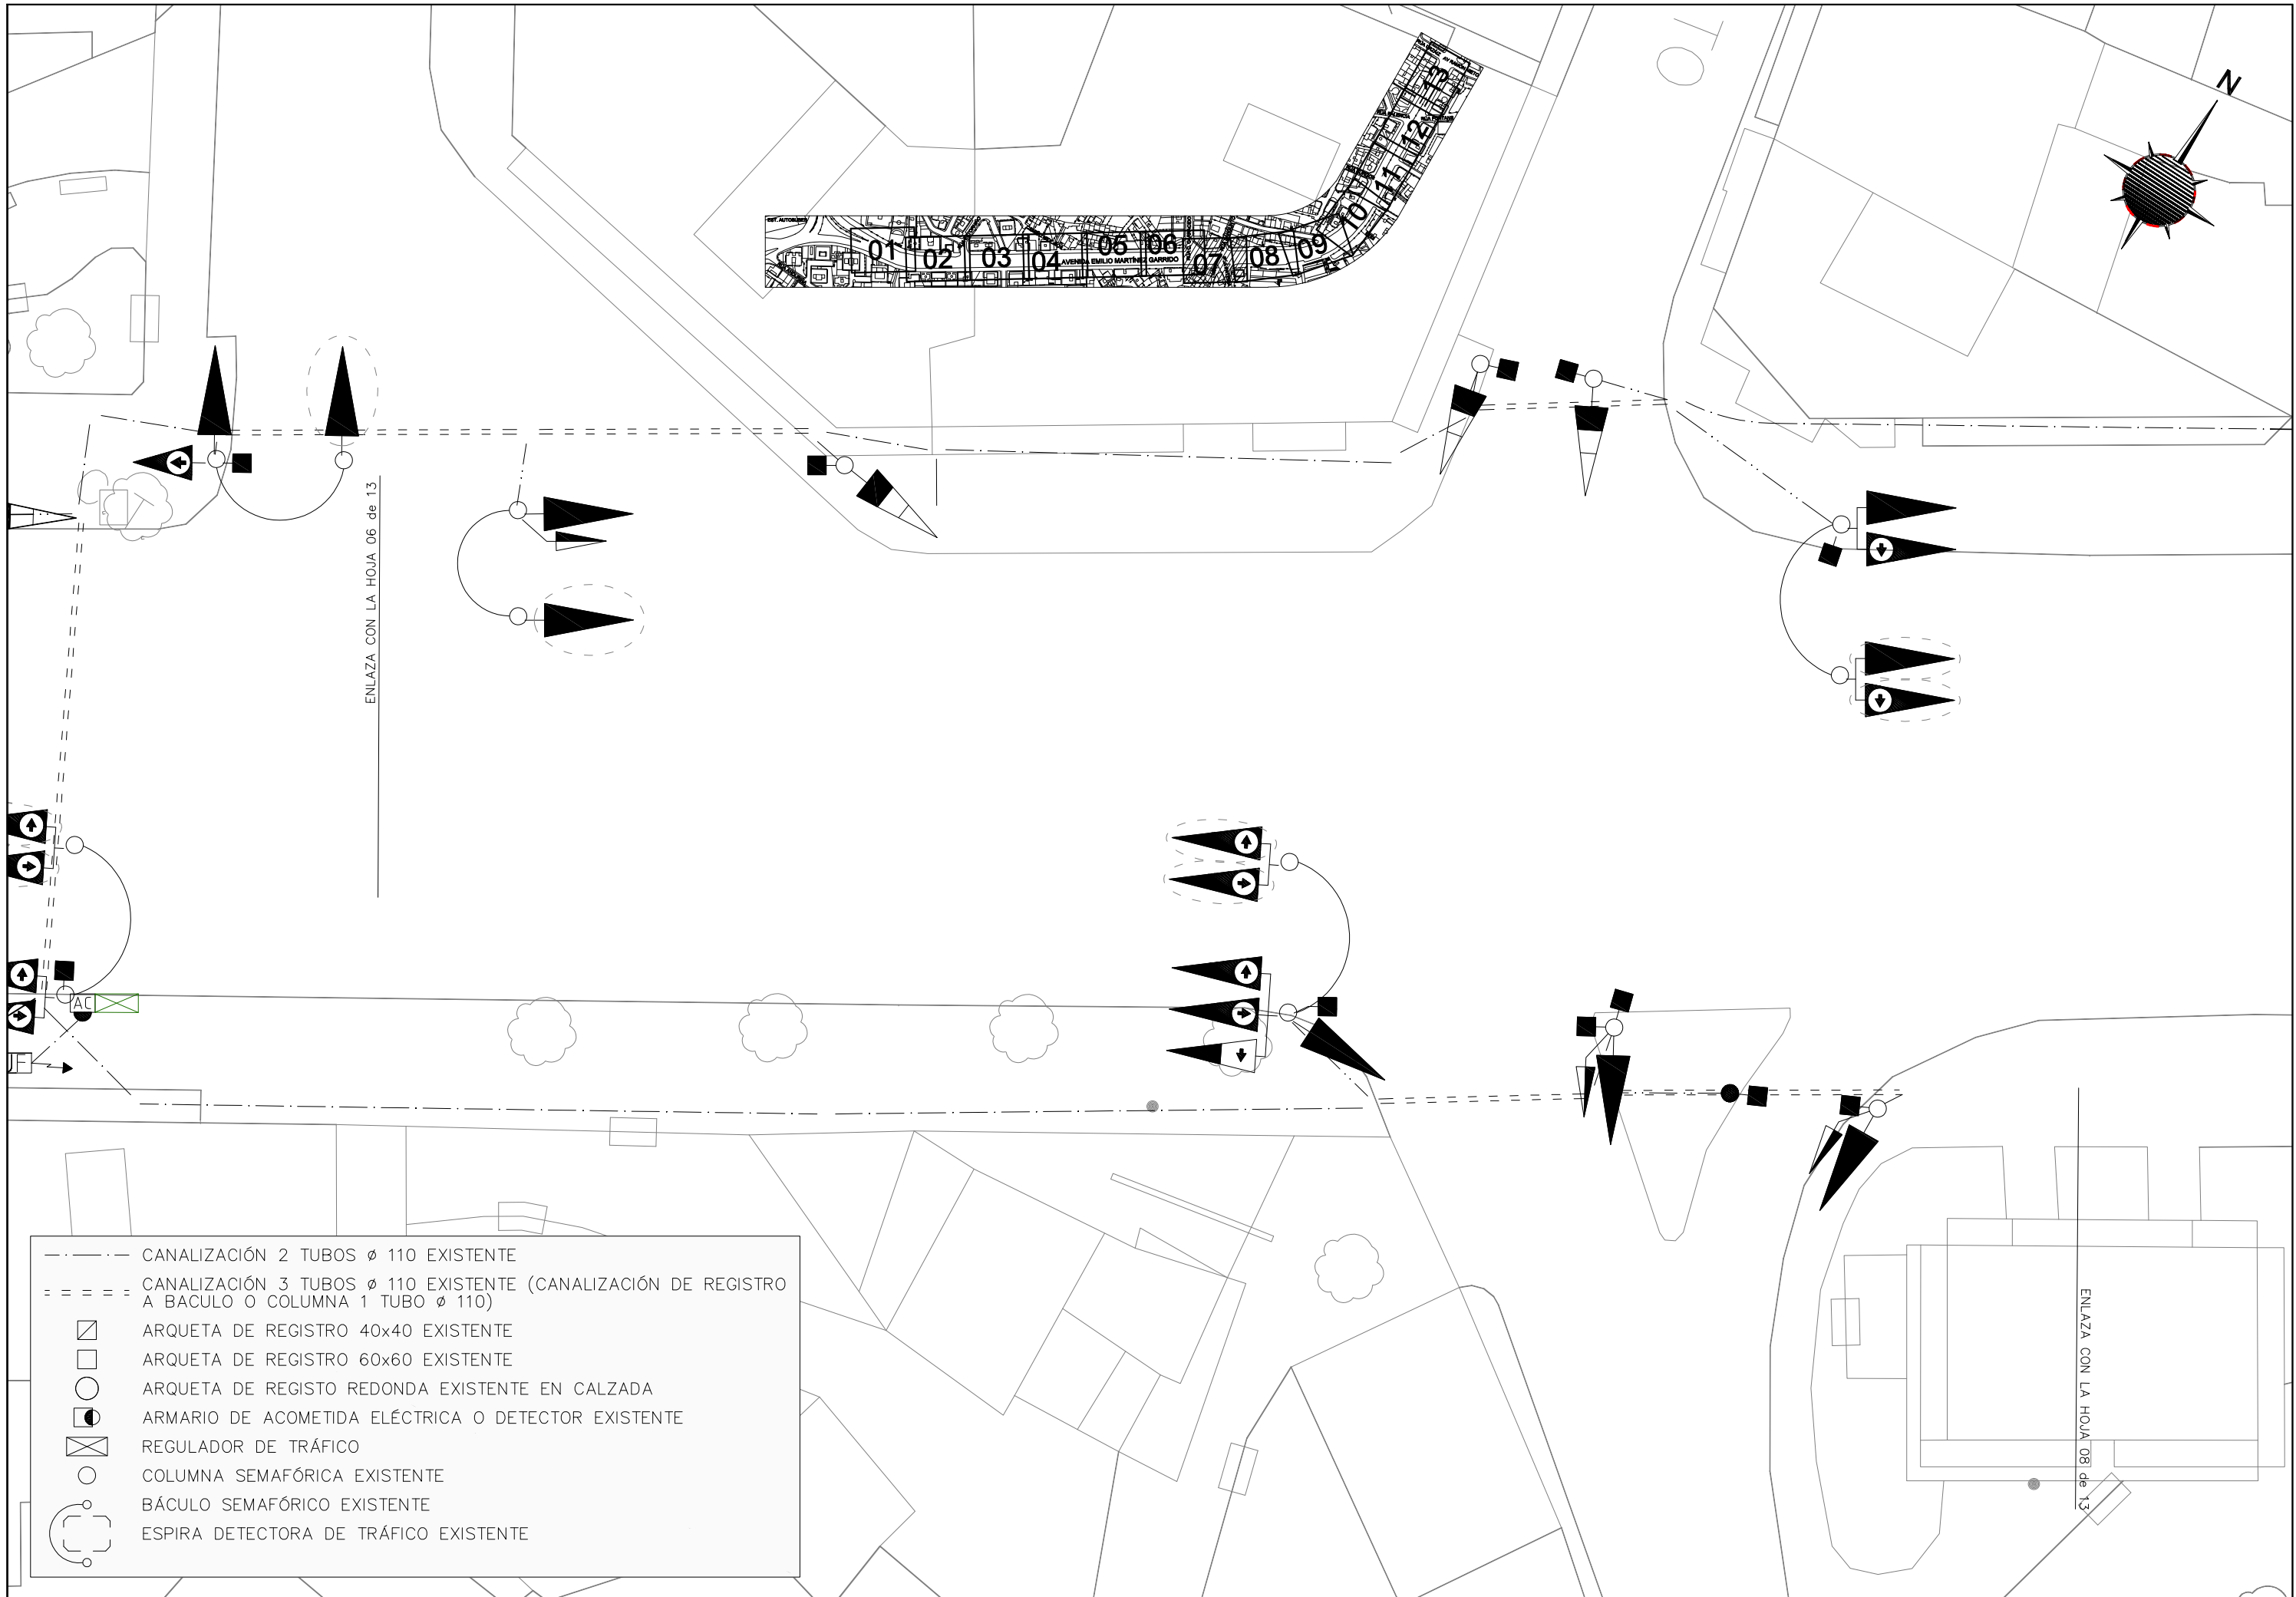 N
13
12
11
10
EST. AUTOBUSES
01
02
03
04
05
06
07
08
09
AVENIDA EMILIO MARTÍNEZ GARRIDO
ENLAZA CON LA HOJA 06 de 13
AC
UF
ENLAZA CON LA HOJA 08 de 13
CANALIZACIÓN 2 TUBOS ø 110 EXISTENTE
CANALIZACIÓN 3 TUBOS ø 110 EXISTENTE (CANALIZACIÓN DE REGISTRO
A BACULO O COLUMNA 1 TUBO ø 110)
ARQUETA DE REGISTRO 40x40 EXISTENTE
ARQUETA DE REGISTRO 60x60 EXISTENTE
ARQUETA DE REGISTO REDONDA EXISTENTE EN CALZADA
ARMARIO DE ACOMETIDA ELÉCTRICA O DETECTOR EXISTENTE
REGULADOR DE TRÁFICO
COLUMNA SEMAFÓRICA EXISTENTE
BÁCULO SEMAFÓRICO EXISTENTE
ESPIRA DETECTORA DE TRÁFICO EXISTENTE